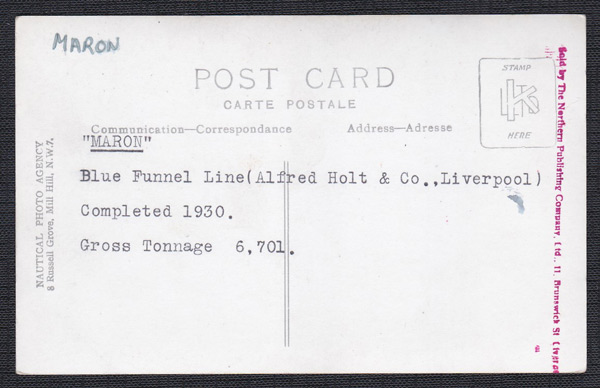 MARON
POST CARD
CARTE POSTALE
STAMP
HERE
Communication—Correspondance
Address—Adresse
"MARON"
Blue Funnel Line(Alfred Holt & Co.,Liverpool)
Completed 1930.
Gross Tonnage 6,701.
NAUTICAL PHOTO AGENCY
8 Russell Grove, Mill Hill, N.W.7.
Sold by The Northern Publishing Company, Ltd., 11, Brunswick St